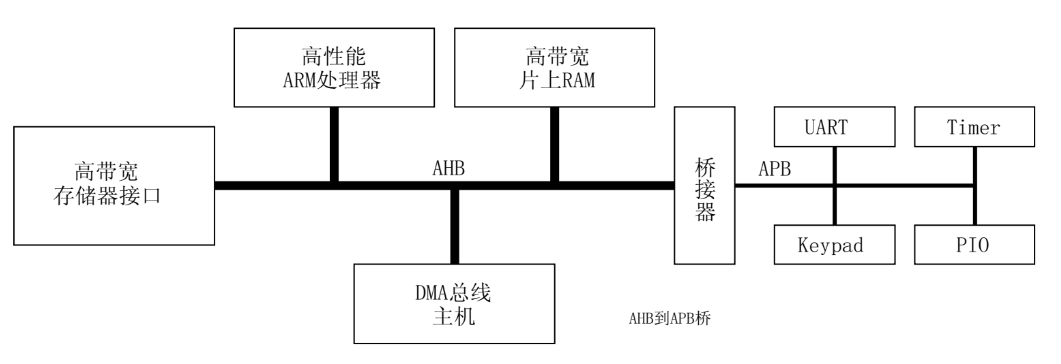 高性能
ARM处理器
高带宽
片上RAM
高带宽
存储器接口
AHB
桥
接
器
APB
UART
Timer
Keypad
PIO
DMA总线
主机
AHB到APB桥